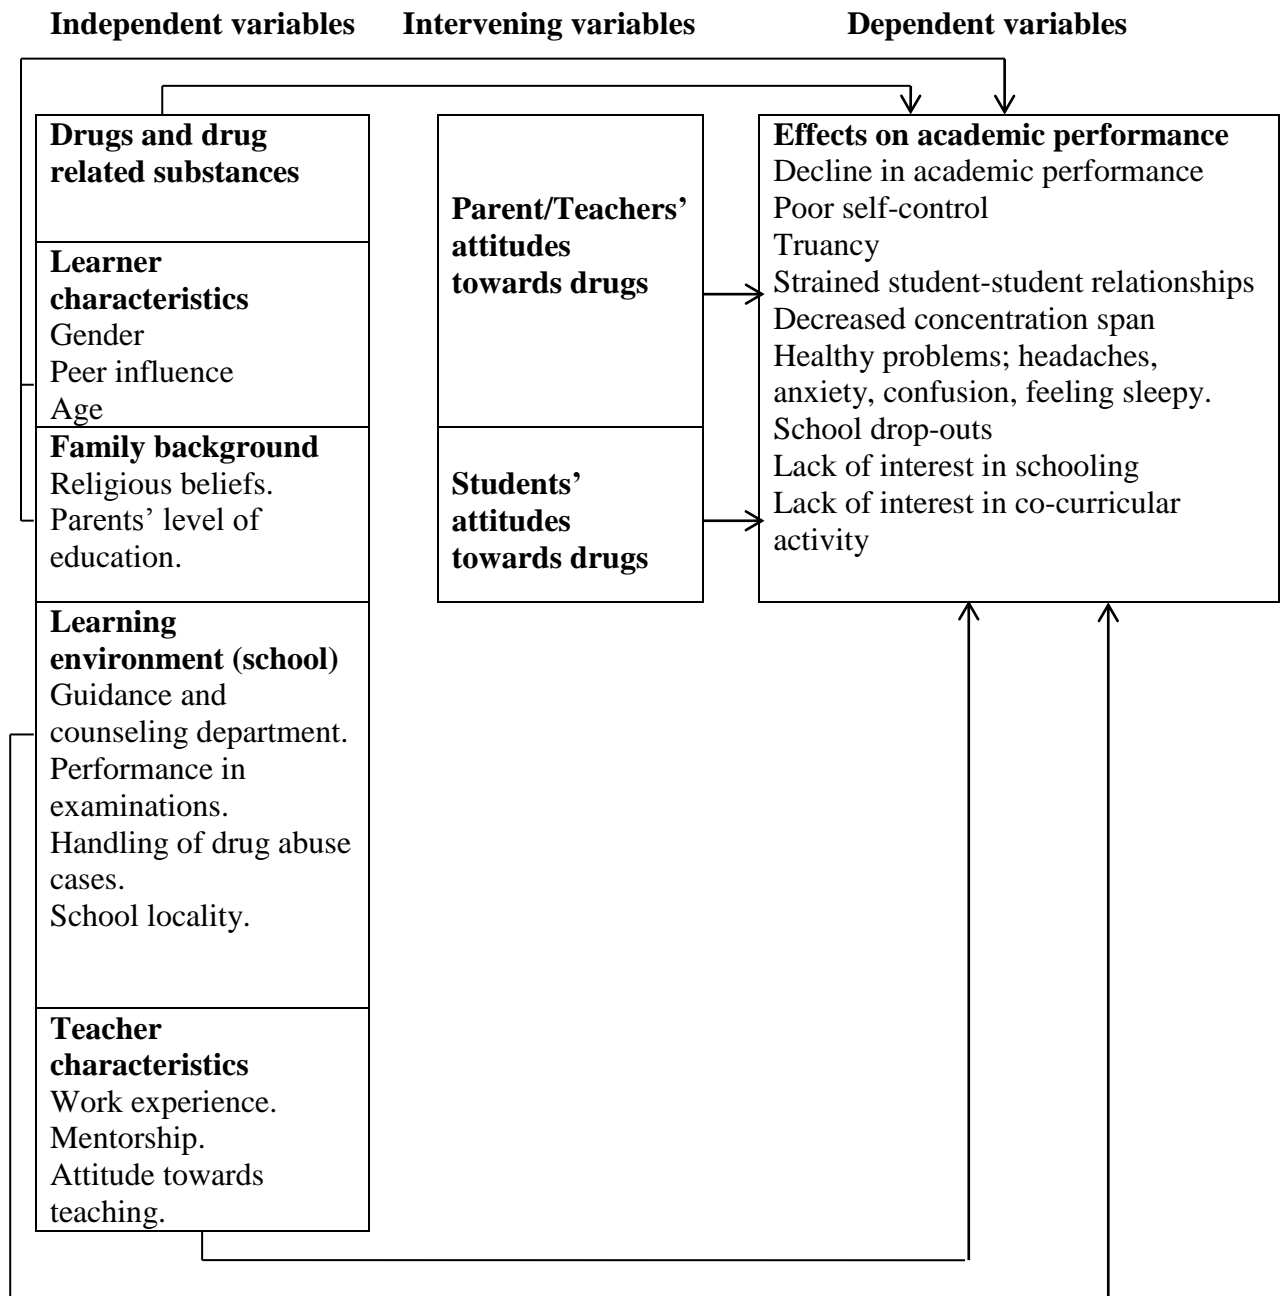 Independent variables
Intervening variables
Dependent variables
Drugs and drug
related substances
Learner
characteristics
Gender
Peer influence
Age
Family background
Religious beliefs.
Parents’ level of
education.
Learning
environment (school)
Guidance and
counseling department.
Performance in
examinations.
Handling of drug abuse
cases.
School locality.
Teacher
characteristics
Work experience.
Mentorship.
Attitude towards
teaching.
Parent/Teachers’
attitudes
towards drugs
Students’
attitudes
towards drugs
Effects on academic performance
Decline in academic performance
Poor self-control
Truancy
Strained student-student relationships
Decreased concentration span
Healthy problems; headaches,
anxiety, confusion, feeling sleepy.
School drop-outs
Lack of interest in schooling
Lack of interest in co-curricular
activity